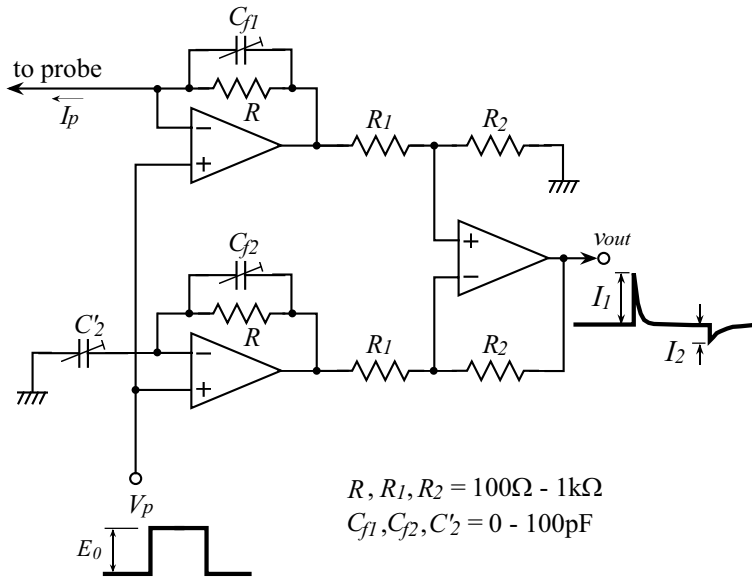 C_f1
to probe
I_p
R
R_1
R_2
−
+
C_f2
+
−
v_out
C'_2
R
I_1
R_1
R_2
−
+
I_2
V_p
E_0
R, R_1, R_2 = 100Ω - 1kΩ
C_f1, C_f2, C'_2 = 0 - 100pF